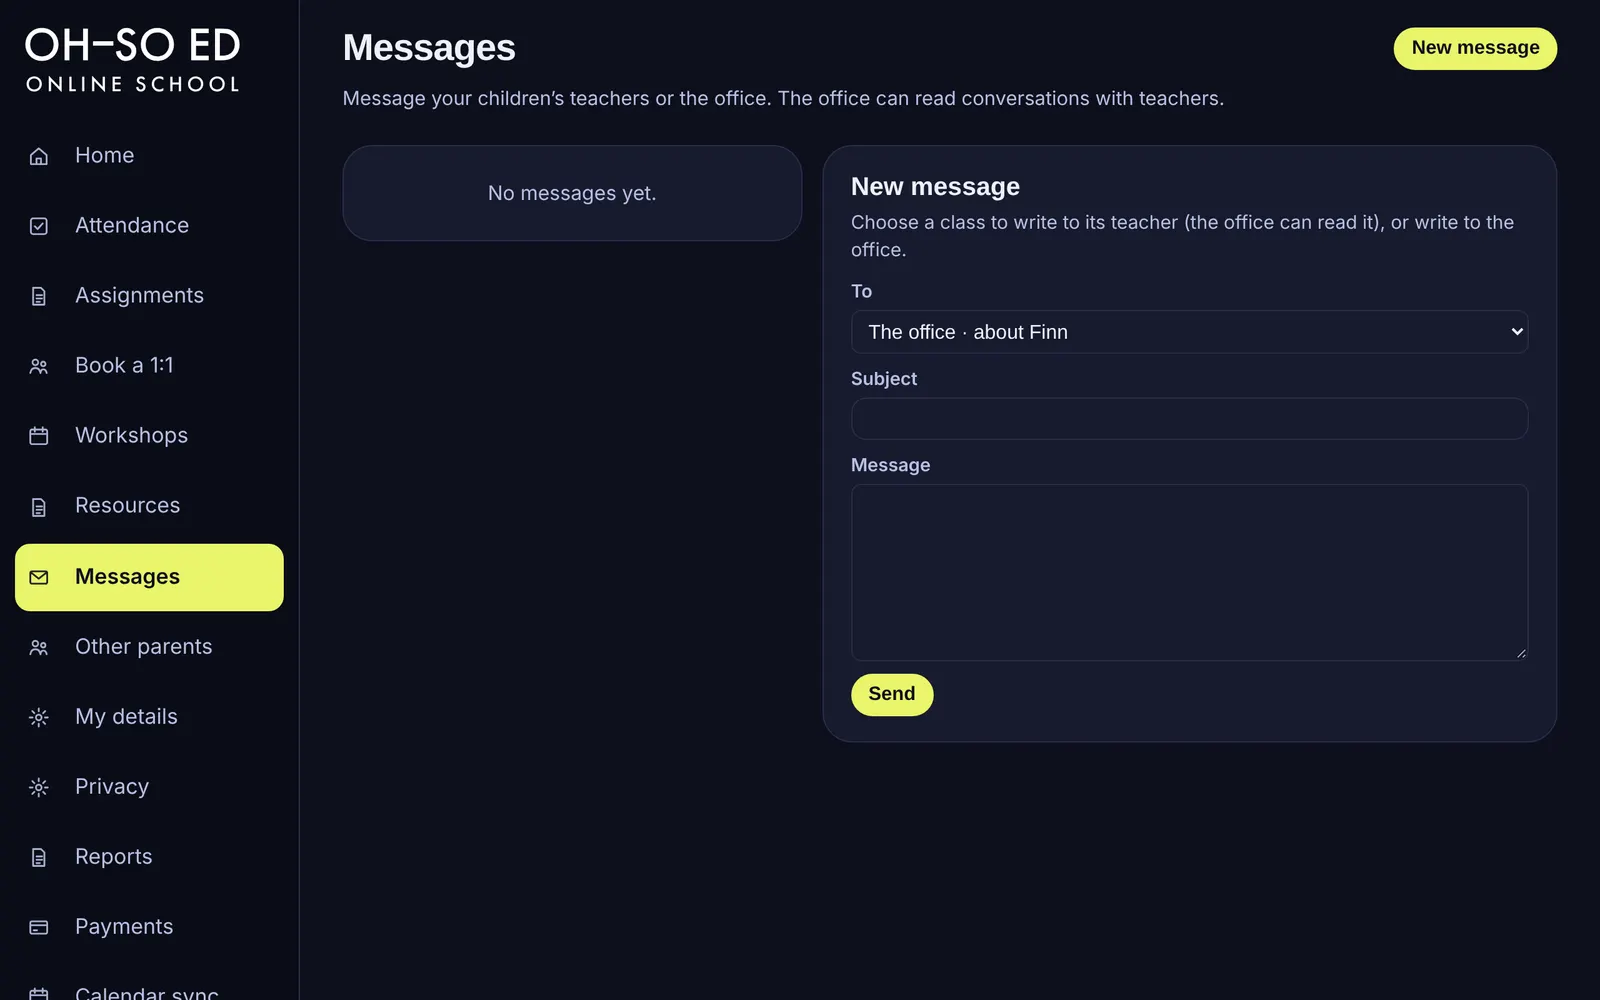 OH-SO ED
ONLINE SCHOOL
Home
Attendance
Assignments
Book a 1:1
Workshops
Resources
Messages
Other parents
My details
Privacy
Reports
Payments
Calendar sync
Messages
New message
Message your children’s teachers or the office. The office can read conversations with teachers.
No messages yet.
New message
Choose a class to write to its teacher (the office can read it), or write to the
office.
To
The office · about Finn
Subject
Message
Send